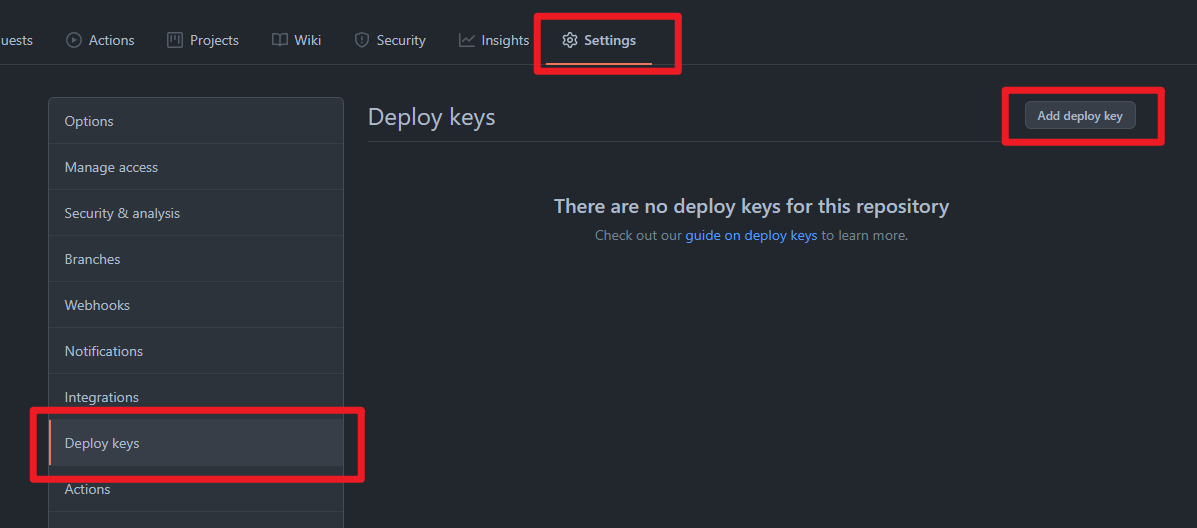 uests Actions Projects Wiki Security Insights Settings
Options
Manage access
Security & analysis
Branches
Webhooks
Notifications
Integrations
Deploy keys
Actions
Deploy keys
Add deploy key
There are no deploy keys for this repository
Check out our guide on deploy keys to learn more.